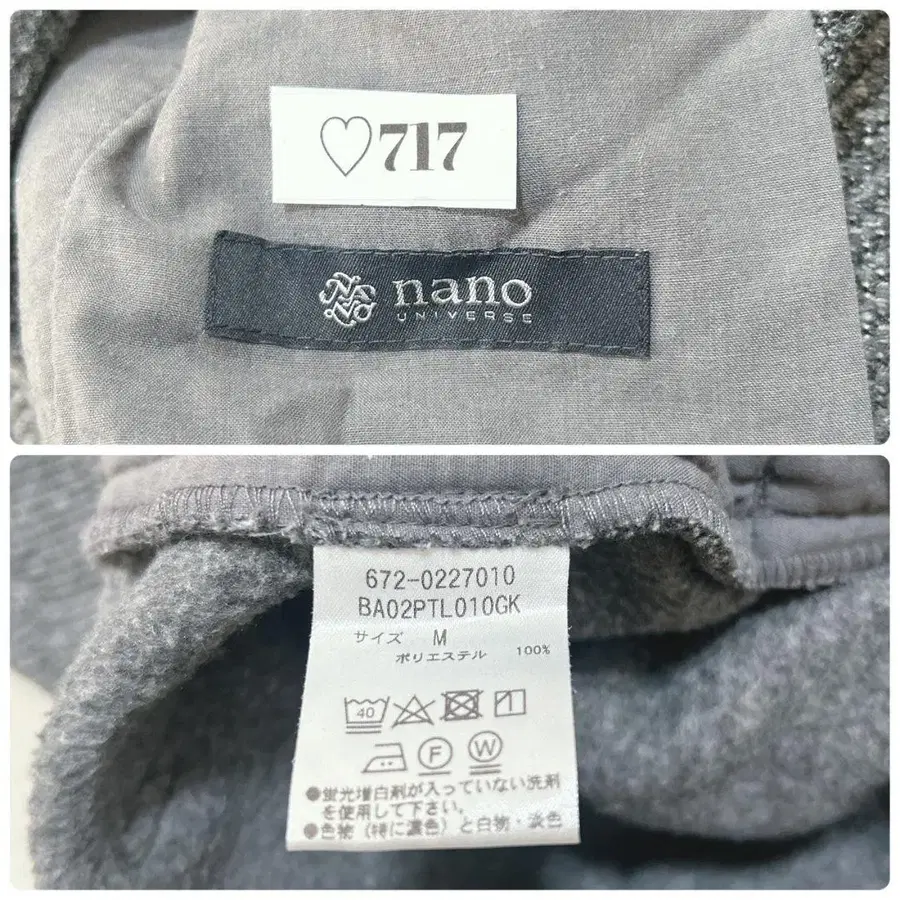 ♡717
nano
UNIVERSE
672-0227010
BA02PTL010GK
サイズ M
ポリエステル 100%
40
F W
●蛍光増白剤が入っていない洗剤
を使用して下さい。
●色物（特に濃色）と白物・淡色